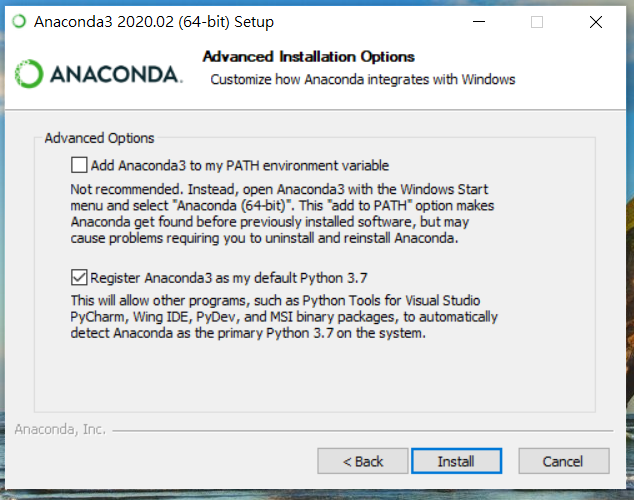 Anaconda3 2020.02 (64-bit) Setup
ANACONDA.
Advanced Installation Options
Customize how Anaconda integrates with Windows
Advanced Options
Add Anaconda3 to my PATH environment variable
Not recommended. Instead, open Anaconda3 with the Windows Start
menu and select "Anaconda (64-bit)". This "add to PATH" option makes
Anaconda get found before previously installed software, but may
cause problems requiring you to uninstall and reinstall Anaconda.
Register Anaconda3 as my default Python 3.7
This will allow other programs, such as Python Tools for Visual Studio
PyCharm, Wing IDE, PyDev, and MSI binary packages, to automatically
detect Anaconda as the primary Python 3.7 on the system.
Anaconda, Inc.
< Back
Install
Cancel